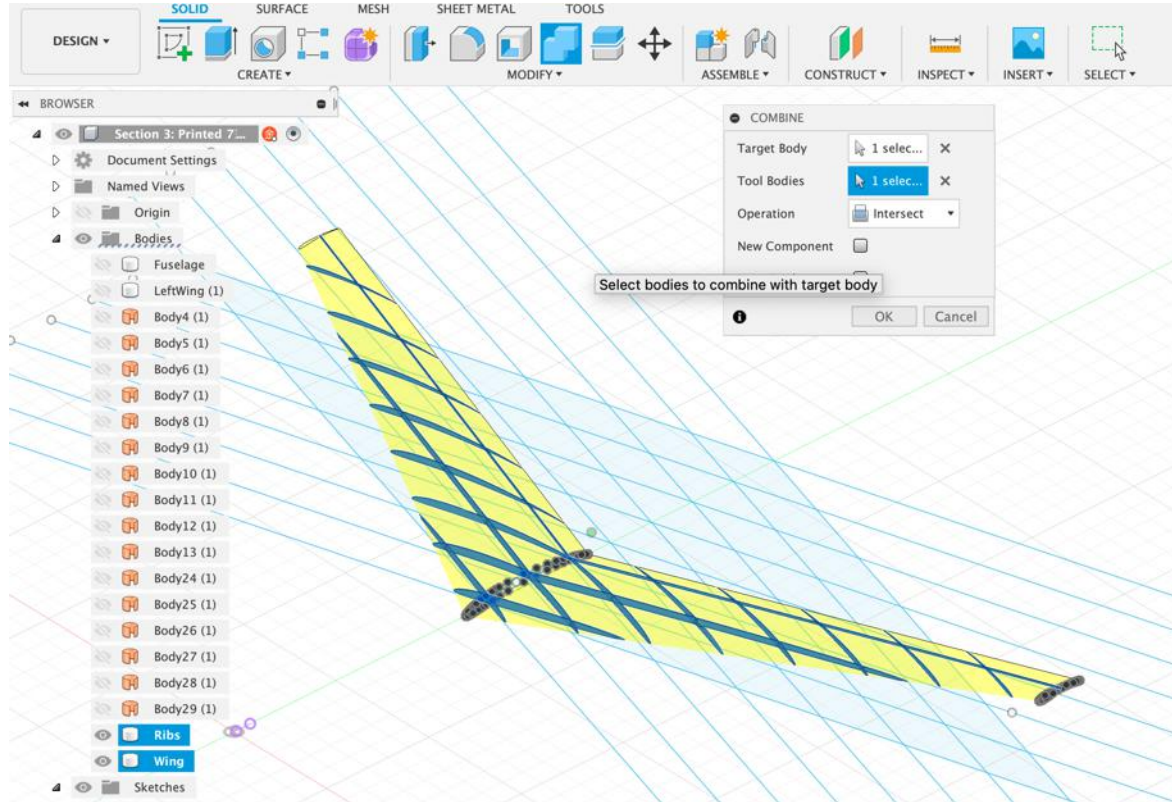 SOLID SURFACE MESH SHEET METAL TOOLS
DESIGN
CREATE MODIFY ASSEMBLE CONSTRUCT INSPECT INSERT SELECT
BROWSER
Section 3: Printed 7'...
Document Settings
Named Views
Origin
Bodies
Fuselage
LeftWing (1)
Body4 (1)
Body5 (1)
Body6 (1)
Body7 (1)
Body8 (1)
Body9 (1)
Body10 (1)
Body11 (1)
Body12 (1)
Body13 (1)
Body24 (1)
Body25 (1)
Body26 (1)
Body27 (1)
Body28 (1)
Body29 (1)
Ribs
Wing
Sketches
COMBINE
Target Body 1 selec...
Tool Bodies 1 selec...
Operation Intersect
New Component
Select bodies to combine with target body
OK Cancel